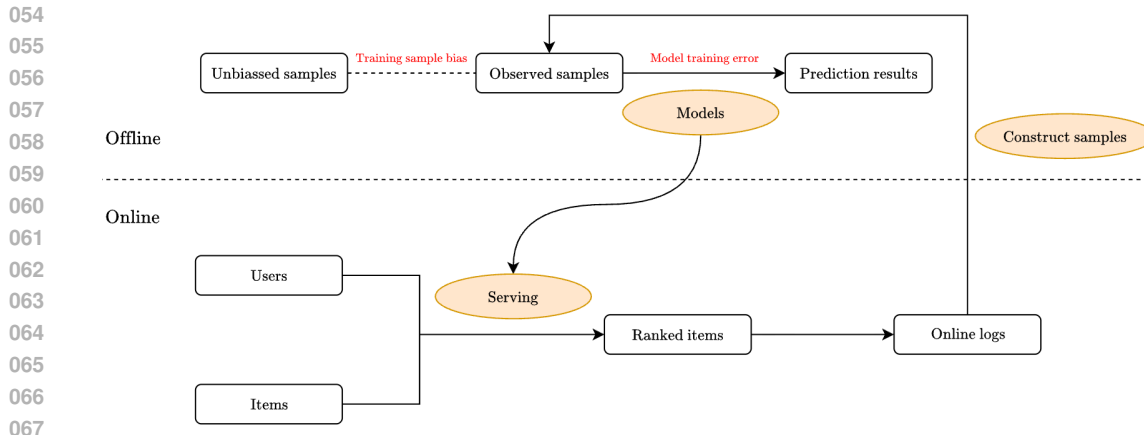 054
055
Training sample bias
Model training error
056
Unbiassed samples
Observed samples
Prediction results
057
Models
058
Offline
Construct samples
059
060
Online
061
062
Users
063
Serving
064
Ranked items
Online logs
065
066
Items
067